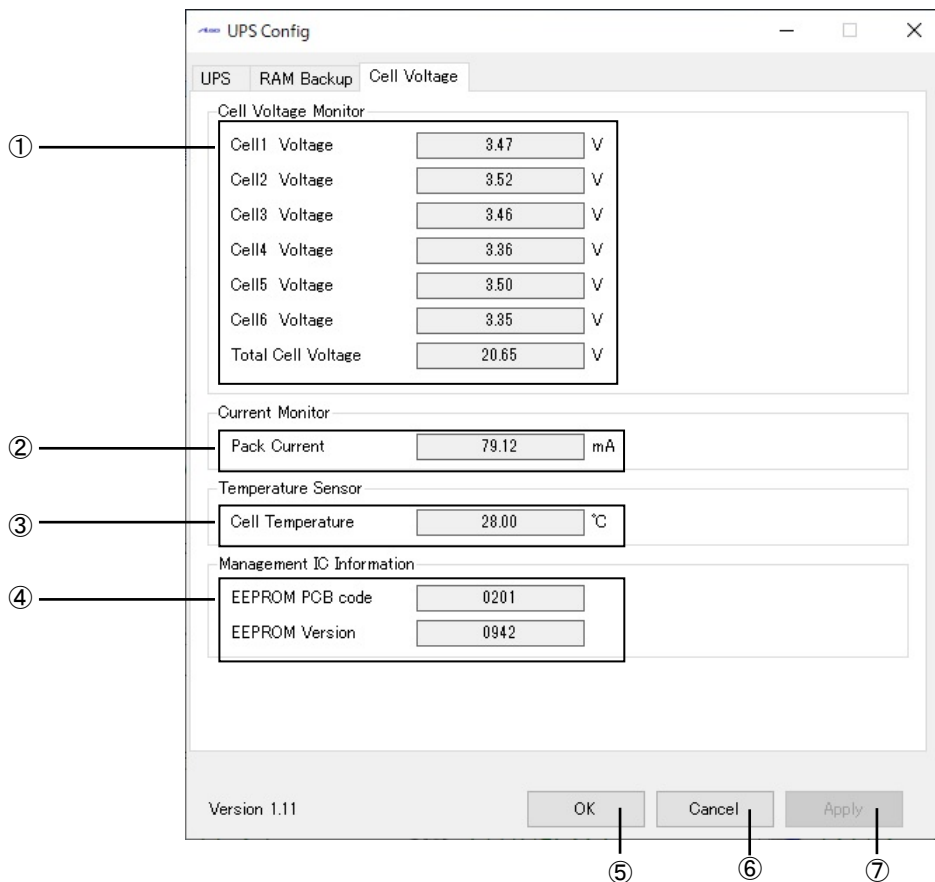 UPS Config
UPS RAM Backup Cell Voltage
Cell Voltage Monitor
① Cell1 Voltage 3.47 V
Cell2 Voltage 3.52 V
Cell3 Voltage 3.46 V
Cell4 Voltage 3.36 V
Cell5 Voltage 3.50 V
Cell6 Voltage 3.35 V
Total Cell Voltage 20.65 V
Current Monitor
② Pack Current 79.12 mA
Temperature Sensor
③ Cell Temperature 28.00 ℃
Management IC Information
④ EEPROM PCB code 0201
EEPROM Version 0942
Version 1.11 OK Cancel Apply
⑤ ⑥ ⑦